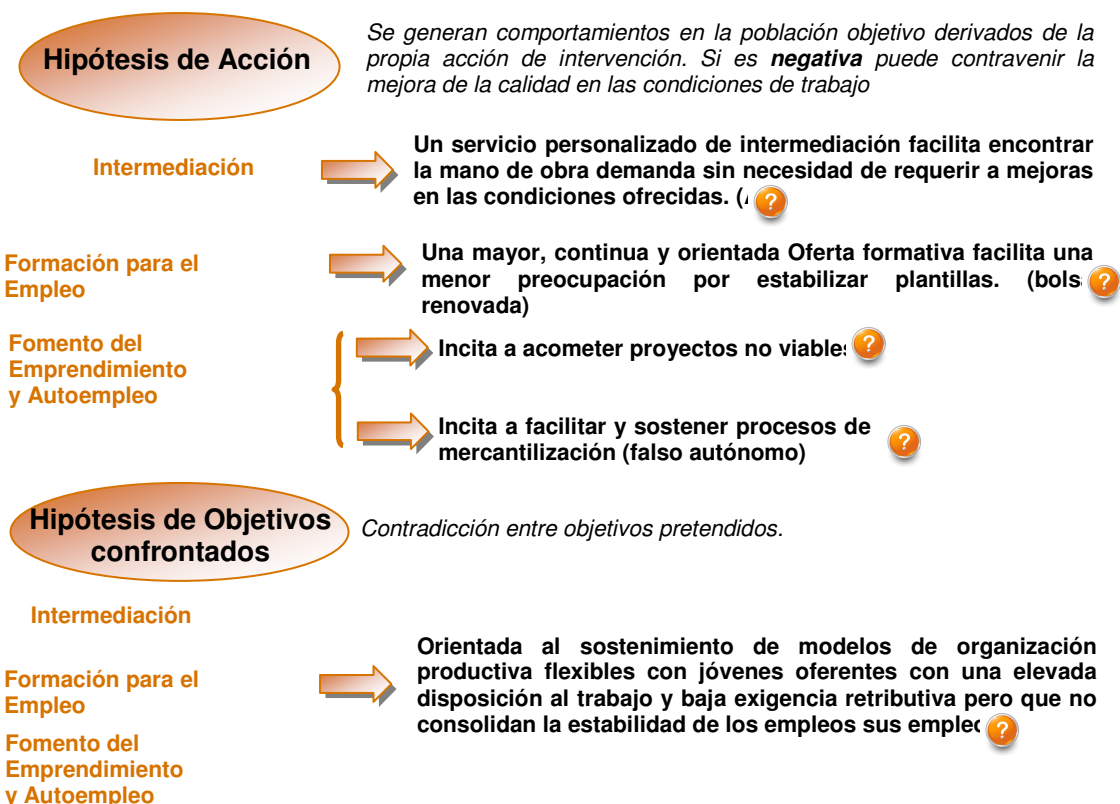 Hipótesis de Acción
Se generan comportamientos en la población objetivo derivados de la
propia acción de intervención. Si es negativa puede contravenir la
mejora de la calidad en las condiciones de trabajo
Intermediación
Un servicio personalizado de intermediación facilita encontrar
la mano de obra demanda sin necesidad de requerir a mejoras
en las condiciones ofrecidas. (
?
Formación para el
Empleo
Una mayor, continua y orientada Oferta formativa facilita una
menor preocupación por estabilizar plantillas. (bols
?
renovada)
Fomento del
Emprendimiento
y Autoempleo
Incita a acometer proyectos no viables
?
Incita a facilitar y sostener procesos de
mercantilización (falso autónomo)
?
Hipótesis de Objetivos
confrontados
Contradicción entre objetivos pretendidos.
Intermediación
Formación para el
Empleo
Fomento del
Emprendimiento
y Autoempleo
Orientada al sostenimiento de modelos de organización
productiva flexibles con jóvenes oferentes con una elevada
disposición al trabajo y baja exigencia retributiva pero que no
consolidan la estabilidad de los empleos sus emplec
?